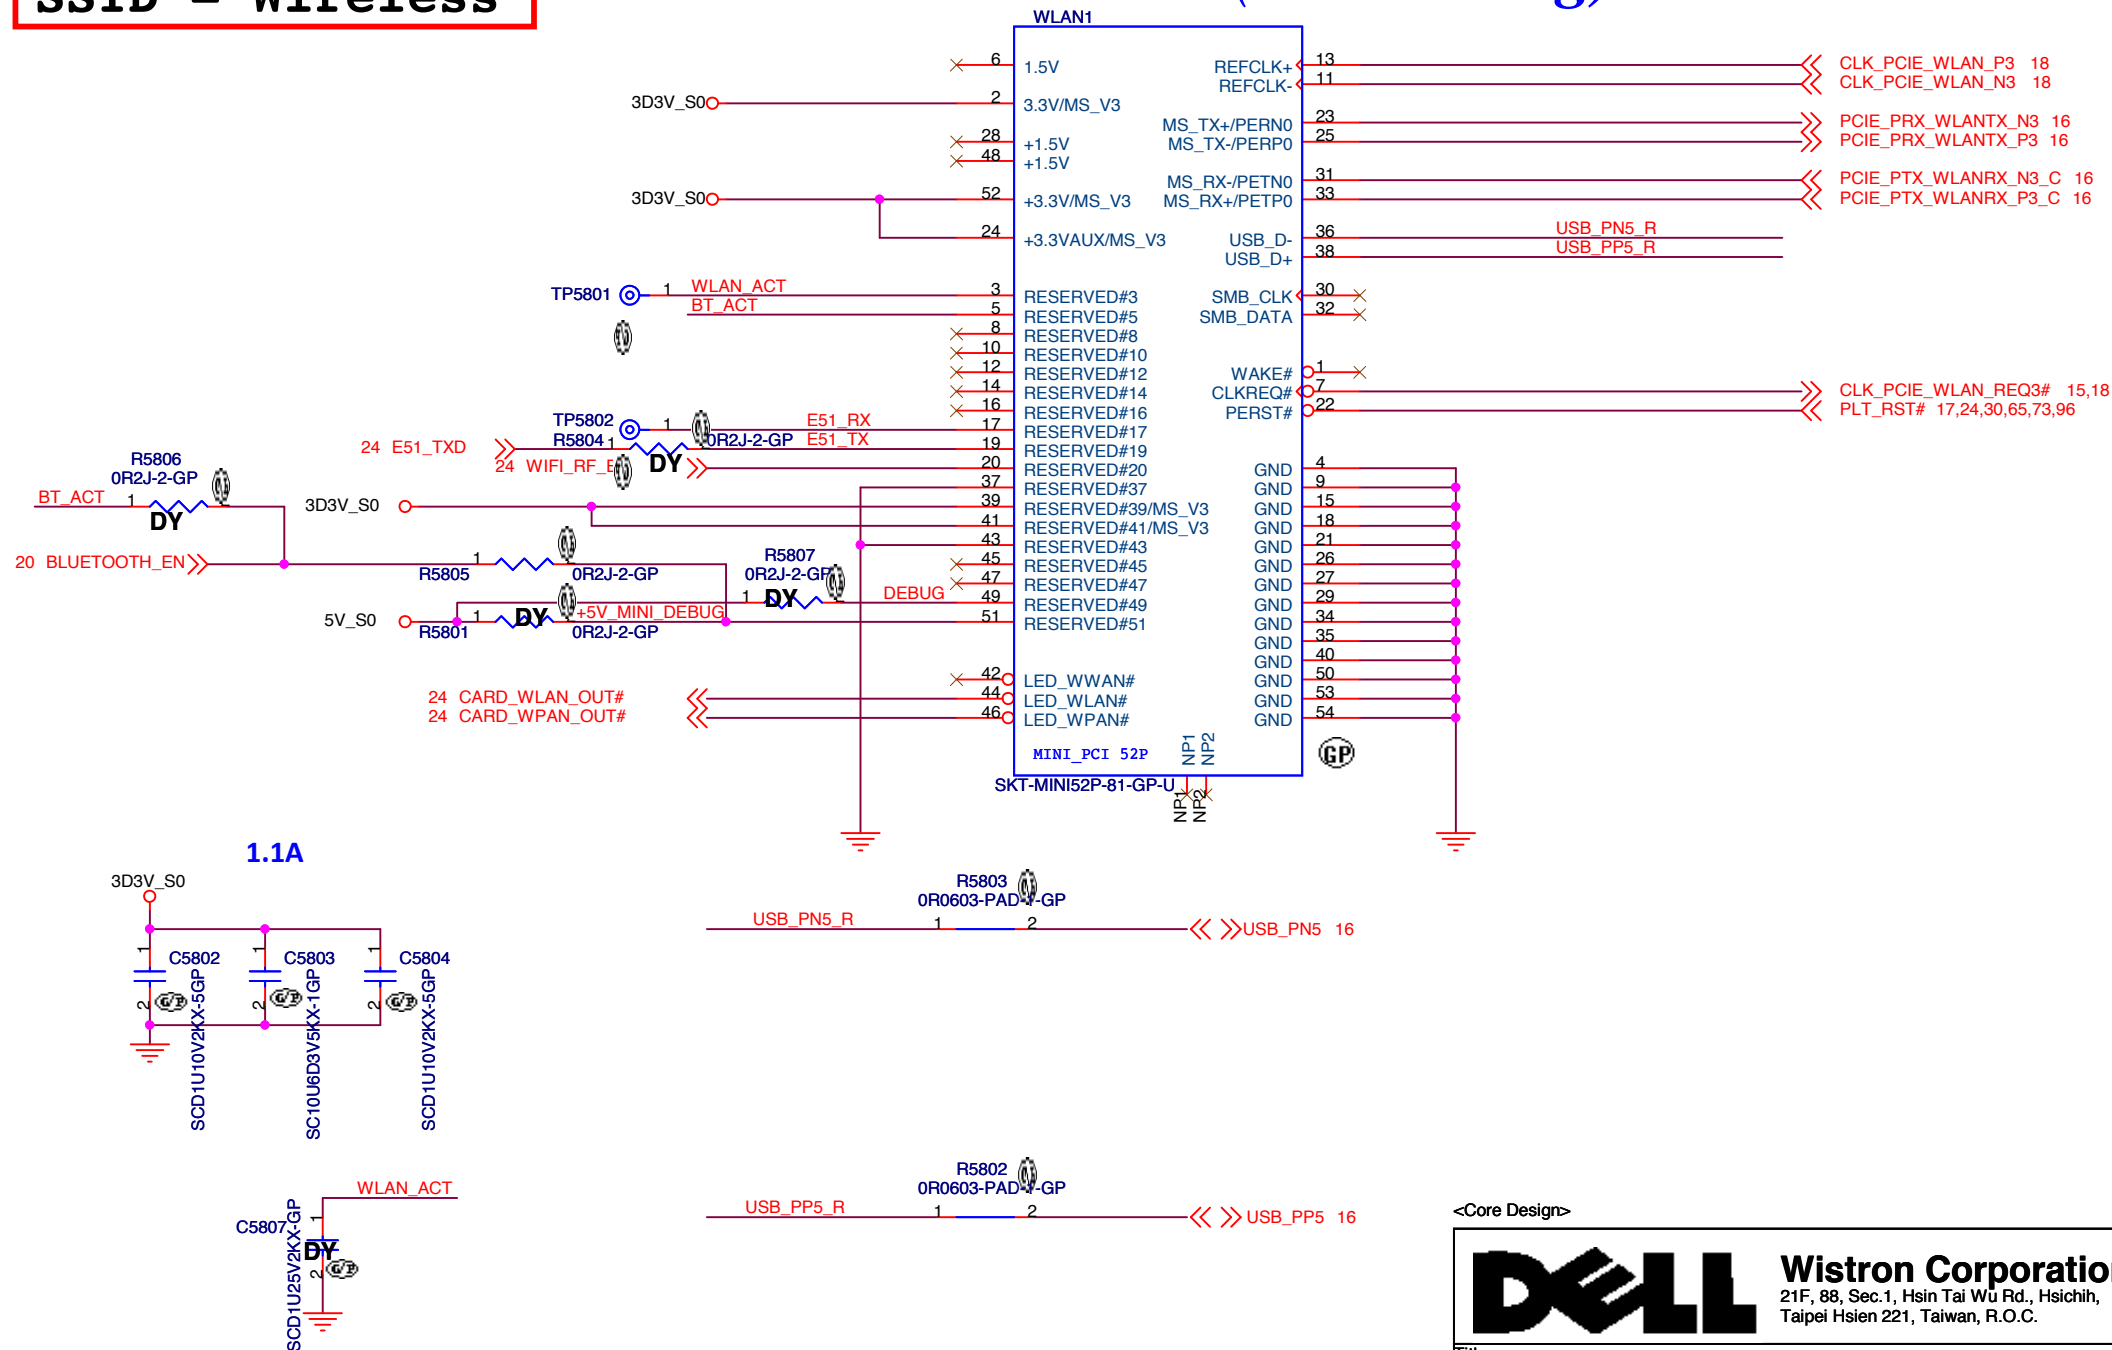 SSID = Wireless
WLAN1
6 1.5V
2 3.3V/MS_V3
3D3V_S0
28 +1.5V
48 +1.5V
3D3V_S0
52 +3.3V/MS_V3
24 +3.3VAUX/MS_V3
TP5801 1 WLAN_ACT 3 RESERVED#3
BT_ACT 5 RESERVED#5
8 RESERVED#8
10 RESERVED#10
12 RESERVED#12
14 RESERVED#14
16 RESERVED#16
TP5802 1 E51_RX 17 RESERVED#17
24 E51_TXD R5804 1 0R2J-2-GP E51_TX 19 RESERVED#19
DY
24 WIFI_RF_E 20 RESERVED#20
37 RESERVED#37
3D3V_S0 39 RESERVED#39/MS_V3
41 RESERVED#41/MS_V3
43 RESERVED#43
45 RESERVED#45
47 RESERVED#47
DEBUG 49 RESERVED#49
51 RESERVED#51
42 LED_WWAN#
24 CARD_WLAN_OUT# 44 LED_WLAN#
24 CARD_WPAN_OUT# 46 LED_WPAN#
R5806
0R2J-2-GP
BT_ACT 1
DY
20 BLUETOOTH_EN
R5805 1 0R2J-2-GP
R5807
0R2J-2-GP
1 DY
5V_S0 R5801 1 DY +5V_MINI_DEBUG
0R2J-2-GP
REFCLK+ 13 CLK_PCIE_WLAN_P3 18
REFCLK- 11 CLK_PCIE_WLAN_N3 18
MS_TX+/PERN0 23 PCIE_PRX_WLANTX_N3 16
MS_TX-/PERP0 25 PCIE_PRX_WLANTX_P3 16
MS_RX-/PETN0 31 PCIE_PTX_WLANRX_N3_C 16
MS_RX+/PETP0 33 PCIE_PTX_WLANRX_P3_C 16
USB_D- 36 USB_PN5_R
USB_D+ 38 USB_PP5_R
SMB_CLK 30
SMB_DATA 32
WAKE# 1
CLKREQ# 7 CLK_PCIE_WLAN_REQ3# 15,18
PERST# 22 PLT_RST# 17,24,30,65,73,96
GND 4
GND 9
GND 15
GND 18
GND 21
GND 26
GND 27
GND 29
GND 34
GND 35
GND 40
GND 50
GND 53
GND 54
MINI_PCI 52P
NP1
NP2
SKT-MINI52P-81-GP-U
NP1
NP2
GP
1.1A
3D3V_S0
1 C5802 2 SCD1U10V2KX-5GP G/P
1 C5803 2 SC10U6D3V5KX-1GP G/P
1 C5804 2 SCD1U10V2KX-5GP G/P
R5803
0R0603-PAD-1-GP
USB_PN5_R 1 2 USB_PN5 16
R5802
0R0603-PAD-1-GP
USB_PP5_R 1 2 USB_PP5 16
WLAN_ACT
C5807 1 2 SCD1U25V2KX-GP
DY
G/P
<Core Design>
DELL
Wistron Corporatio
21F, 88, Sec.1, Hsin Tai Wu Rd., Hsichih,
Taipei Hsien 221, Taiwan, R.O.C.